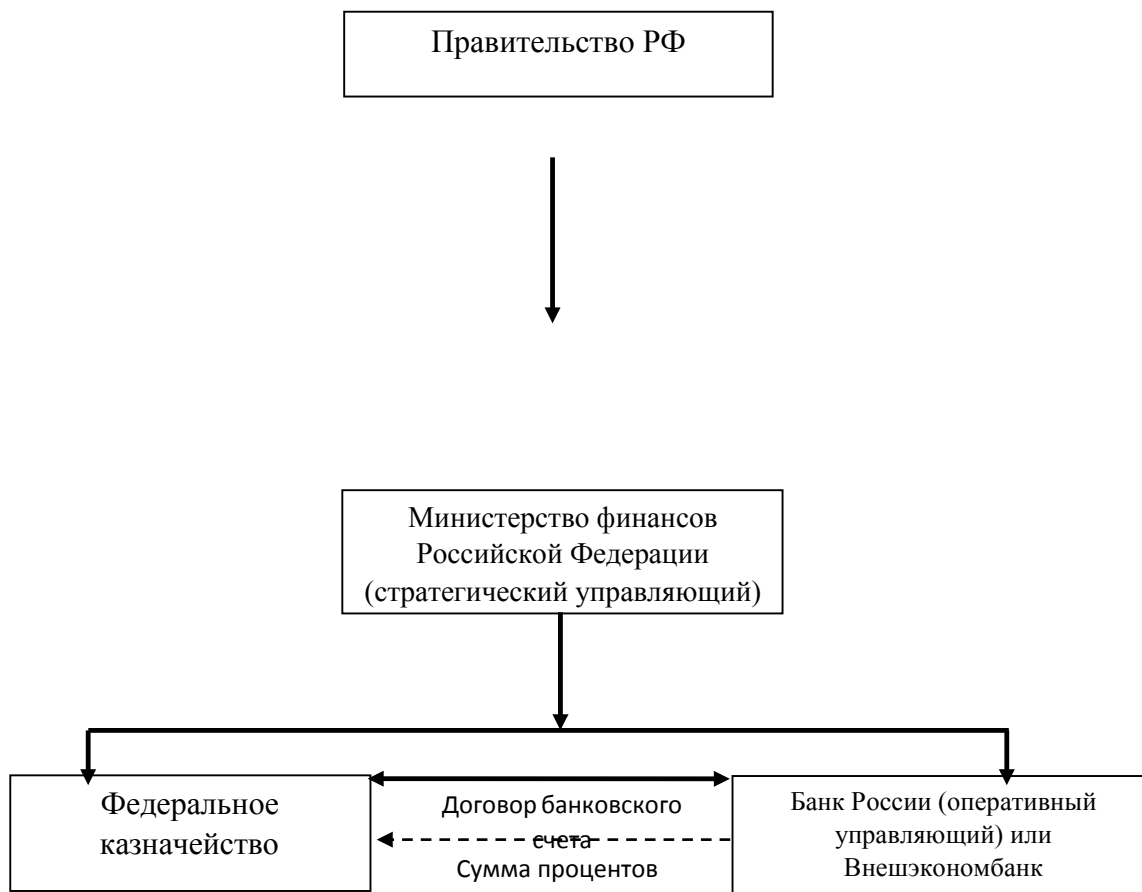 Правительство РФ
Министерство финансов
Российской Федерации
(стратегический управляющий)
Федеральное
казначейство
Договор банковского
счета
Сумма процентов
Банк России (оперативный
управляющий) или
Внешэкономбанк